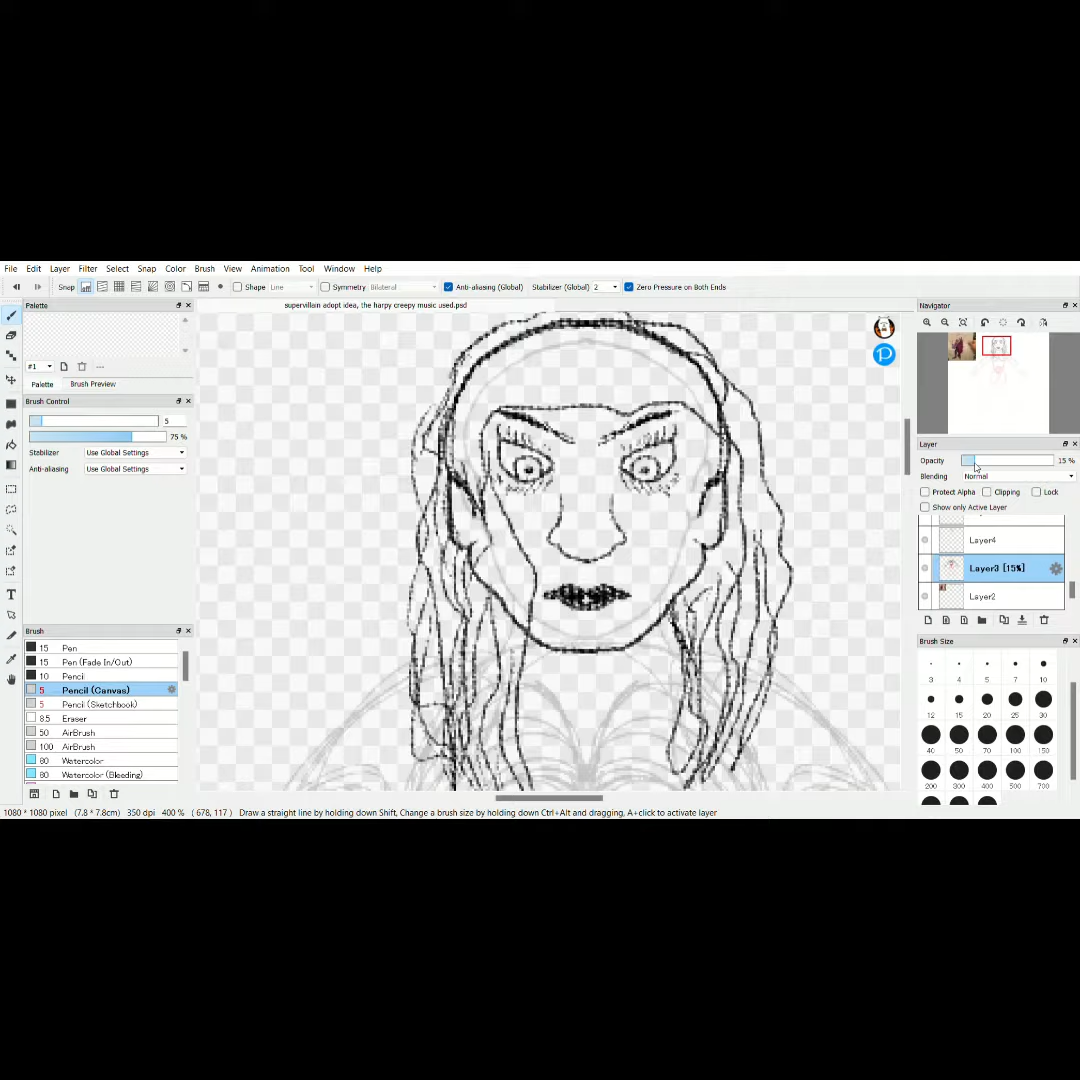 File Edit Layer Filter Select Snap Color Brush View Animation Tool Window Help
Snap Shape Line Symmetry Bilateral Anti-aliasing (Global) Stabilizer (Global) 2 Zero Pressure on Both Ends
Palette
supervillain adopt idea, the harpy creepy music used.psd
Navigator
#1
Palette Brush Preview
Brush Control
5
75 %
Stabilizer Use Global Settings
Anti-aliasing Use Global Settings
Layer
Opacity 15 %
Blending Normal
Protect Alpha Clipping Lock
Show only Active Layer
Layer4
Layer3 [15%]
Layer2
Brush
15 Pen
15 Pen (Fade In/Out)
10 Pencil
5 Pencil (Canvas)
5 Pencil (Sketchbook)
8.5 Eraser
50 AirBrush
100 AirBrush
80 Watercolor
80 Watercolor (Bleeding)
Brush Size
3 4 5 7 10
12 15 20 25 30
40 50 70 100 150
200 300 400 500 700
1080 * 1080 pixel (7.8 * 7.8cm) 350 dpi 400 % ( 678, 117 ) Draw a straight line by holding down Shift, Change a brush size by holding down Ctrl+Alt and dragging, A+click to activate layer